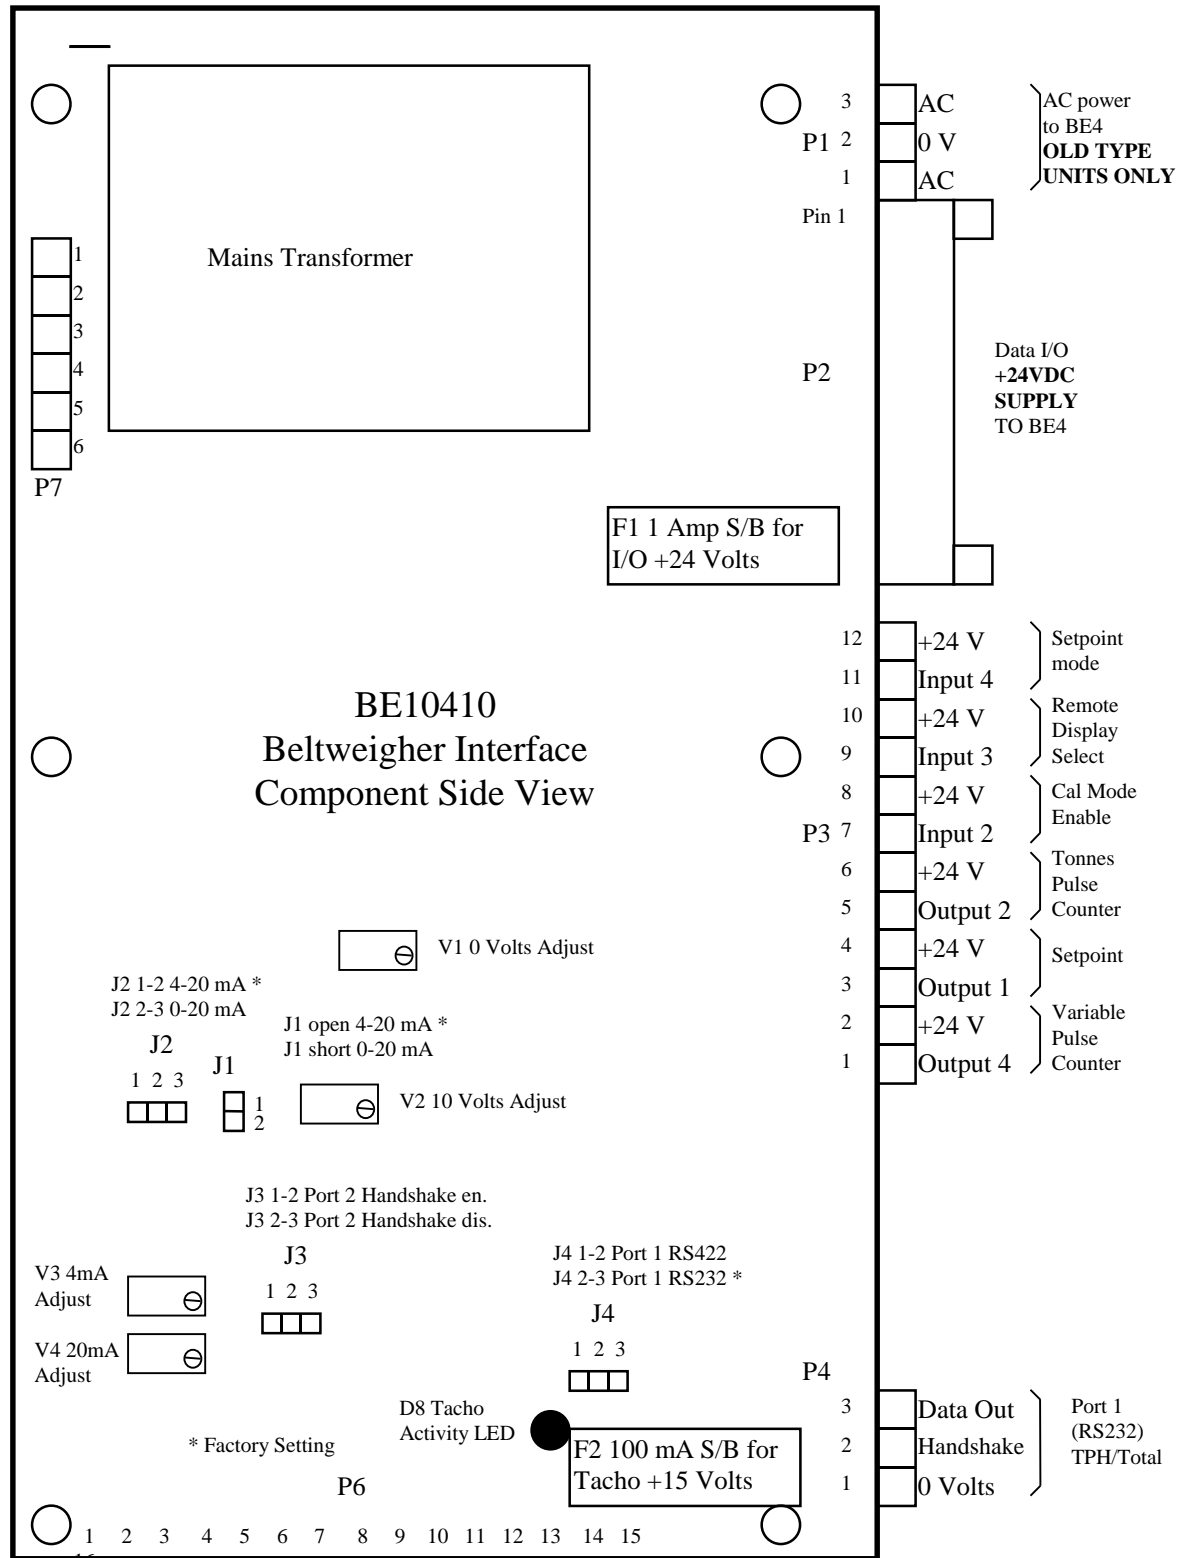 3
AC
P1
2
0 V
1
AC
AC power
to BE4
OLD TYPE
UNITS ONLY
Pin 1
Mains Transformer
1
2
3
4
5
6
P7
P2
Data I/O
+24VDC
SUPPLY
TO BE4
F1 1 Amp S/B for
I/O +24 Volts
BE10410
Beltweigher Interface
Component Side View
P3
12
+24 V
11
Input 4
Setpoint
mode
10
+24 V
9
Input 3
Remote
Display
Select
8
+24 V
7
Input 2
Cal Mode
Enable
6
+24 V
5
Output 2
Tonnes
Pulse
Counter
4
+24 V
3
Output 1
Setpoint
2
+24 V
1
Output 4
Variable
Pulse
Counter
V1 0 Volts Adjust
J2 1-2 4-20 mA *
J2 2-3 0-20 mA
J2
1 2 3
J1 open 4-20 mA *
J1 short 0-20 mA
J1
1
2
V2 10 Volts Adjust
J3 1-2 Port 2 Handshake en.
J3 2-3 Port 2 Handshake dis.
J3
1 2 3
J4 1-2 Port 1 RS422
J4 2-3 Port 1 RS232 *
J4
1 2 3
V3 4mA
Adjust
V4 20mA
Adjust
P4
3
Data Out
2
Handshake
1
0 Volts
Port 1
(RS232)
TPH/Total
D8 Tacho
Activity LED
F2 100 mA S/B for
Tacho +15 Volts
* Factory Setting
P6
1 2 3 4 5 6 7 8 9 10 11 12 13 14 15